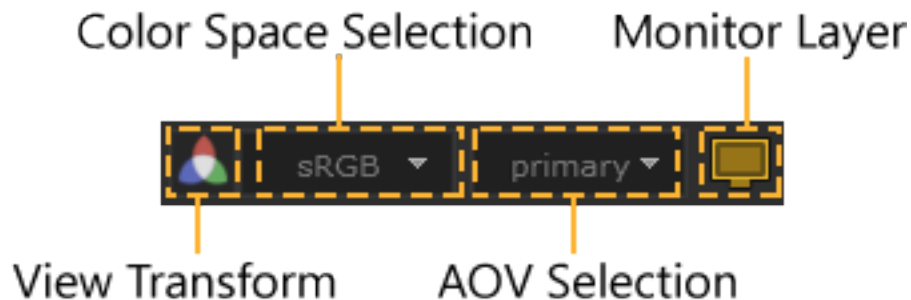 Color Space Selection
Monitor Layer
sRGB
primary
View Transform
AOV Selection